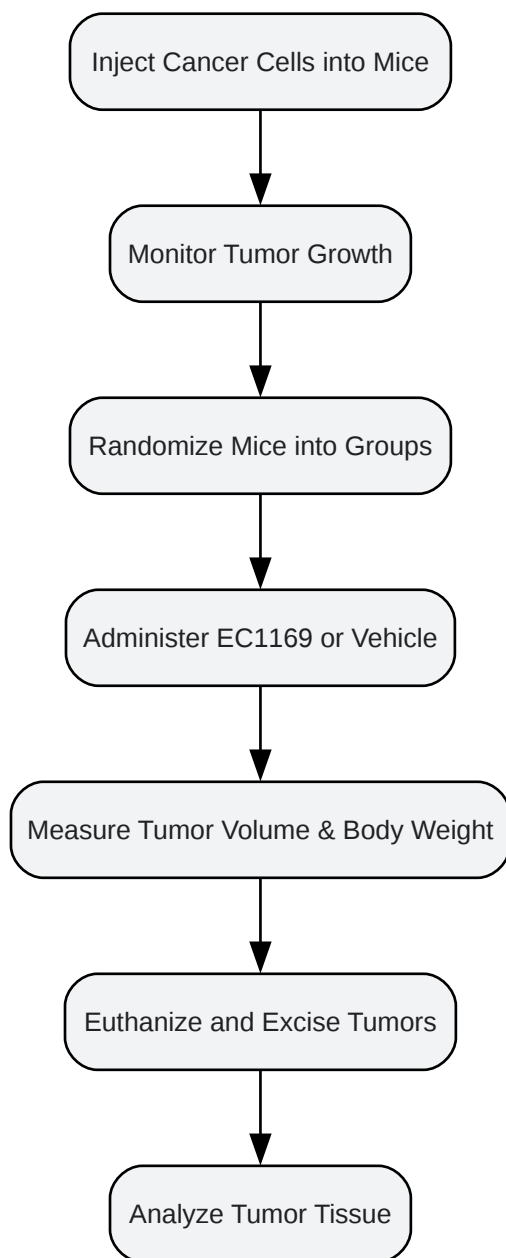 Inject Cancer Cells into Mice
Monitor Tumor Growth
Randomize Mice into Groups
Administer EC1169 or Vehicle
Measure Tumor Volume & Body Weight
Euthanize and Excise Tumors
Analyze Tumor Tissue